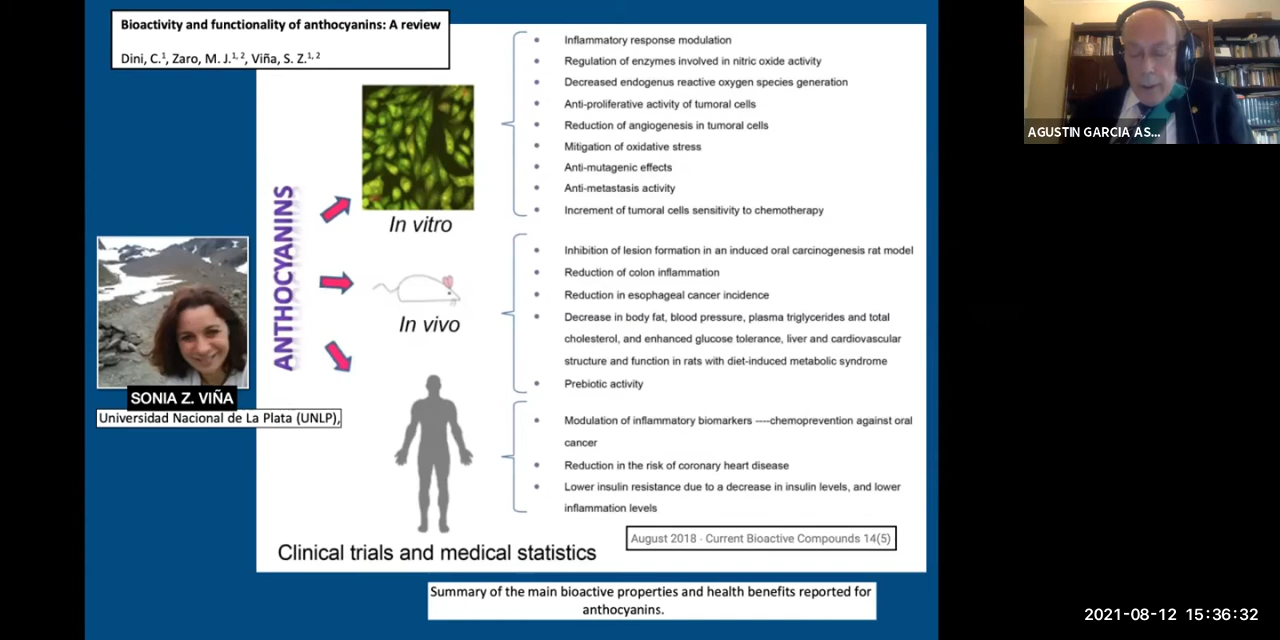 Bioactivity and functionality of anthocyanins: A review
Dini, C.¹, Zaro, M. J.¹,², Viña, S. Z.¹,²
ANTHOCYANINS
In vitro
Inflammatory response modulation
Regulation of enzymes involved in nitric oxide activity
Decreased endogenus reactive oxygen species generation
Anti-proliferative activity of tumoral cells
Reduction of angiogenesis in tumoral cells
Mitigation of oxidative stress
Anti-mutagenic effects
Anti-metastasis activity
Increment of tumoral cells sensitivity to chemotherapy
In vivo
Inhibition of lesion formation in an induced oral carcinogenesis rat model
Reduction of colon inflammation
Reduction in esophageal cancer incidence
Decrease in body fat, blood pressure, plasma triglycerides and total
cholesterol, and enhanced glucose tolerance, liver and cardiovascular
structure and function in rats with diet-induced metabolic syndrome
Prebiotic activity
Modulation of inflammatory biomarkers ----chemoprevention against oral
cancer
Reduction in the risk of coronary heart disease
Lower insulin resistance due to a decrease in insulin levels, and lower
inflammation levels
Clinical trials and medical statistics
August 2018 · Current Bioactive Compounds 14(5)
SONIA Z. VIÑA
Universidad Nacional de La Plata (UNLP),
Summary of the main bioactive properties and health benefits reported for
anthocyanins.
AGUSTIN GARCIA AS...
2021-08-12 15:36:32